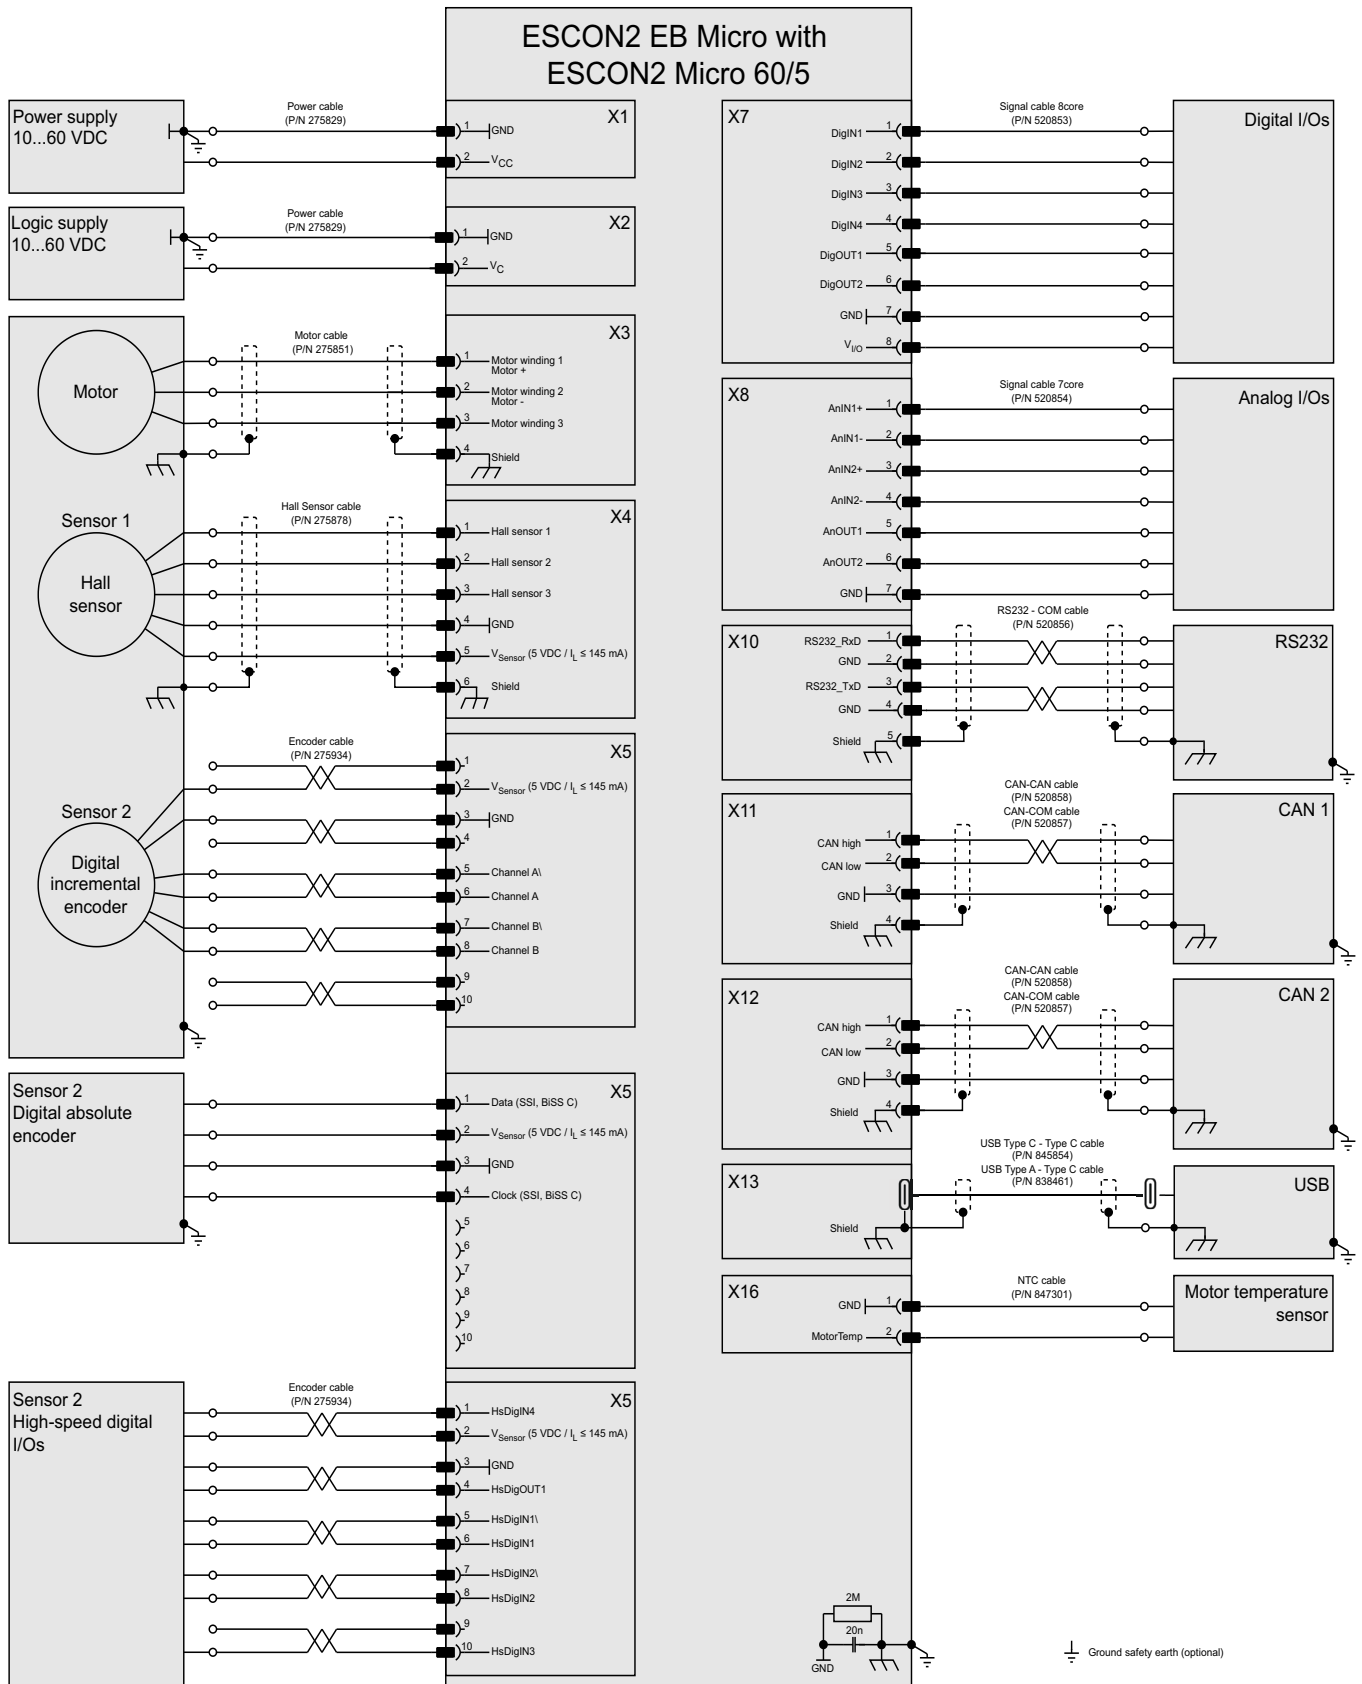 ESCON2 EB Micro with
ESCON2 Micro 60/5
Power supply
10...60 VDC
Power cable
(P/N 275829)
X1
1
GND
2
VCC
Logic supply
10...60 VDC
Power cable
(P/N 275829)
X2
1
GND
2
VC
Motor
Motor cable
(P/N 275851)
X3
1
Motor winding 1
Motor +
2
Motor winding 2
Motor -
3
Motor winding 3
4
Shield
Sensor 1
Hall
sensor
Hall Sensor cable
(P/N 275878)
X4
1
Hall sensor 1
2
Hall sensor 2
3
Hall sensor 3
4
GND
5
VSensor (5 VDC / IL ≤ 145 mA)
6
Shield
Sensor 2
Digital
incremental
encoder
Encoder cable
(P/N 275934)
X5
1
2
VSensor (5 VDC / IL ≤ 145 mA)
3
GND
4
5
Channel A\
6
Channel A
7
Channel B\
8
Channel B
9
10
Sensor 2
Digital absolute
encoder
X5
1
Data (SSI, BiSS C)
2
VSensor (5 VDC / IL ≤ 145 mA)
3
GND
4
Clock (SSI, BiSS C)
5
6
7
8
9
10
Sensor 2
High-speed digital
I/Os
Encoder cable
(P/N 275934)
X5
1
HsDigIN4
2
VSensor (5 VDC / IL ≤ 145 mA)
3
GND
4
HsDigOUT1
5
HsDigIN1\
6
HsDigIN1
7
HsDigIN2\
8
HsDigIN2
9
10
HsDigIN3
X7
Signal cable 8core
(P/N 520853)
Digital I/Os
DigIN1
1
DigIN2
2
DigIN3
3
DigIN4
4
DigOUT1
5
DigOUT2
6
GND
7
VI/O
8
X8
Signal cable 7core
(P/N 520854)
Analog I/Os
AnIN1+
1
AnIN1-
2
AnIN2+
3
AnIN2-
4
AnOUT1
5
AnOUT2
6
GND
7
X10
RS232 - COM cable
(P/N 520856)
RS232
RS232_RxD
1
GND
2
RS232_TxD
3
GND
4
Shield
5
X11
CAN-CAN cable
(P/N 520858)
CAN-COM cable
(P/N 520857)
CAN 1
CAN high
1
CAN low
2
GND
3
Shield
4
X12
CAN-CAN cable
(P/N 520858)
CAN-COM cable
(P/N 520857)
CAN 2
CAN high
1
CAN low
2
GND
3
Shield
4
X13
USB Type C - Type C cable
(P/N 845854)
USB Type A - Type C cable
(P/N 838461)
USB
Shield
X16
NTC cable
(P/N 847301)
Motor temperature
sensor
GND
1
MotorTemp
2
2M
20n
GND
Ground safety earth (optional)